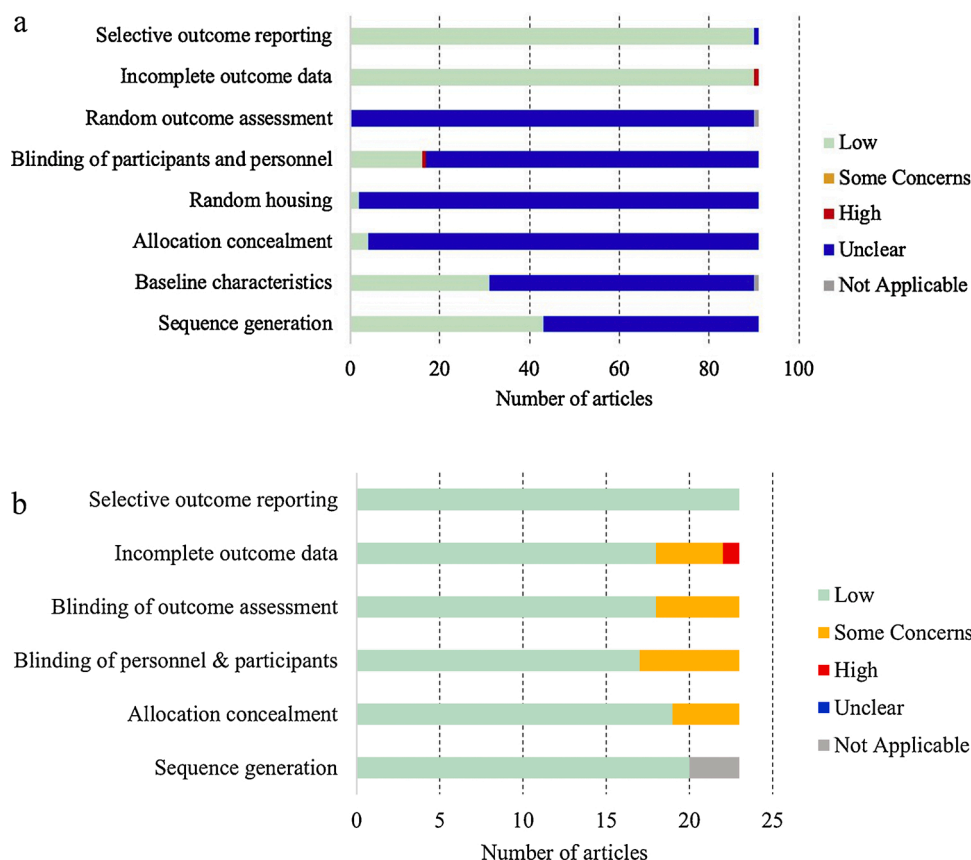 a
Selective outcome reporting
Incomplete outcome data
Random outcome assessment
Blinding of participants and personnel
Random housing
Allocation concealment
Baseline characteristics
Sequence generation
0 20 40 60 80 100
Number of articles
Low
Some Concerns
High
Unclear
Not Applicable
b
Selective outcome reporting
Incomplete outcome data
Blinding of outcome assessment
Blinding of personnel & participants
Allocation concealment
Sequence generation
0 5 10 15 20 25
Number of articles
Low
Some Concerns
High
Unclear
Not Applicable